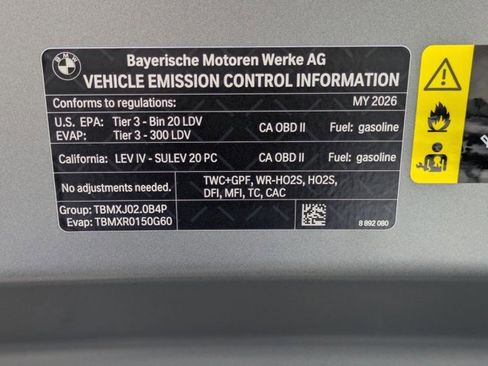 BMW
Bayerische Motoren Werke AG
VEHICLE EMISSION CONTROL INFORMATION
Conforms to regulations: MY 2026
U.S. EPA: Tier 3 - Bin 20 LDV CA OBD II Fuel: gasoline
EVAP: Tier 3 - 300 LDV
California: LEV IV - SULEV 20 PC CA OBD II Fuel: gasoline
No adjustments needed.
TWC+GPF, WR-HO2S, HO2S,
DFI, MFI, TC, CAC
Group: TBMXJ02.0B4P
Evap: TBMXR0150G60
8 892 080